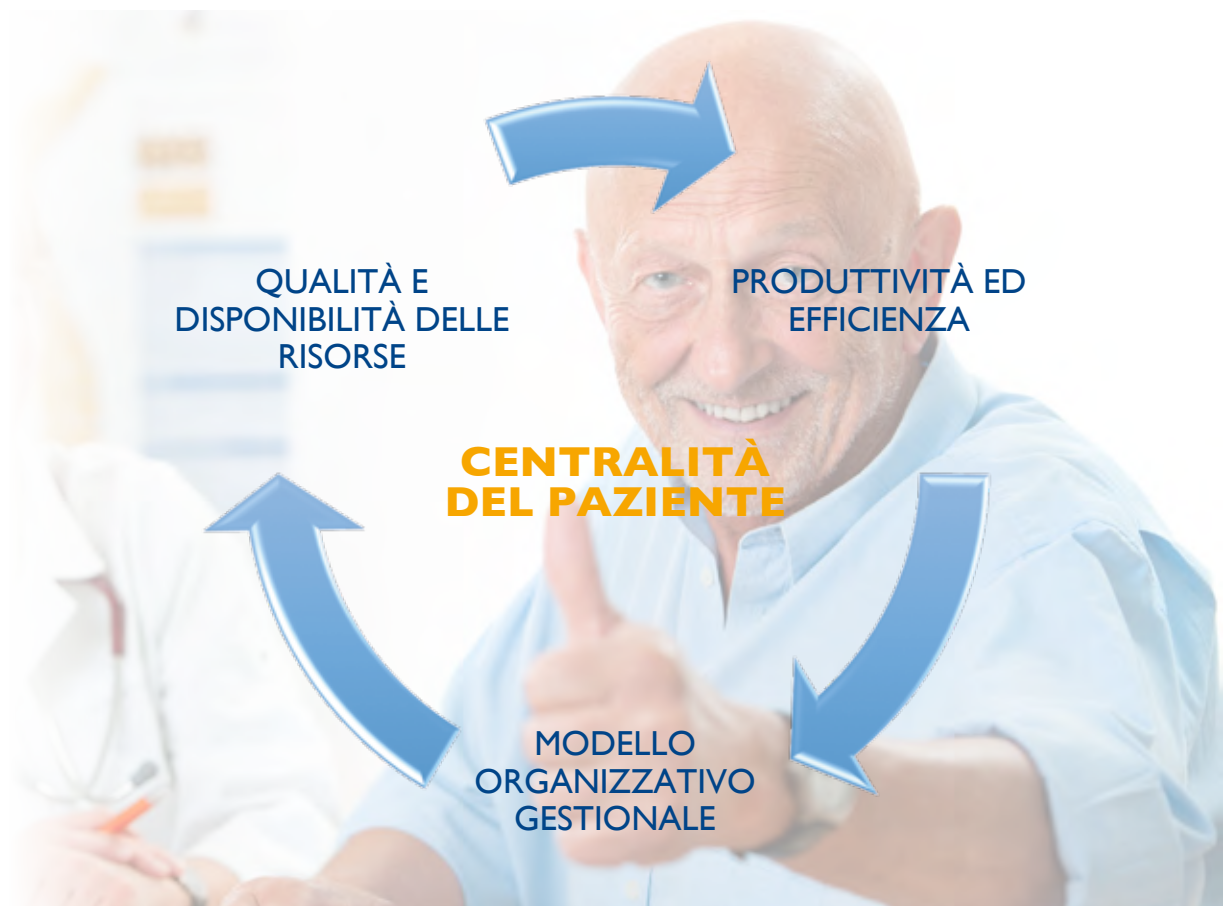 QUALITÀ E
DISPONIBILITÀ DELLE
RISORSE
PRODUTTIVITÀ ED
EFFICIENZA
CENTRALITÀ
DEL PAZIENTE
MODELLO
ORGANIZZATIVO
GESTIONALE